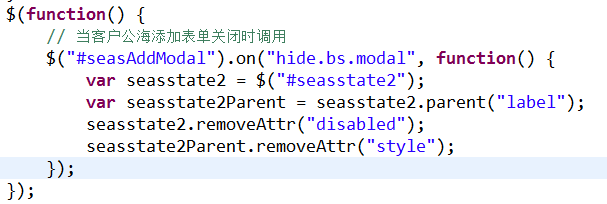 $(function() {
// 当客户公海添加表单关闭时调用
$("#seasAddModal").on("hide.bs.modal", function() {
var seasstate2 = $("#seasstate2");
var seasstate2Parent = seasstate2.parent("label");
seasstate2.removeAttr("disabled");
seasstate2Parent.removeAttr("style");
});
});